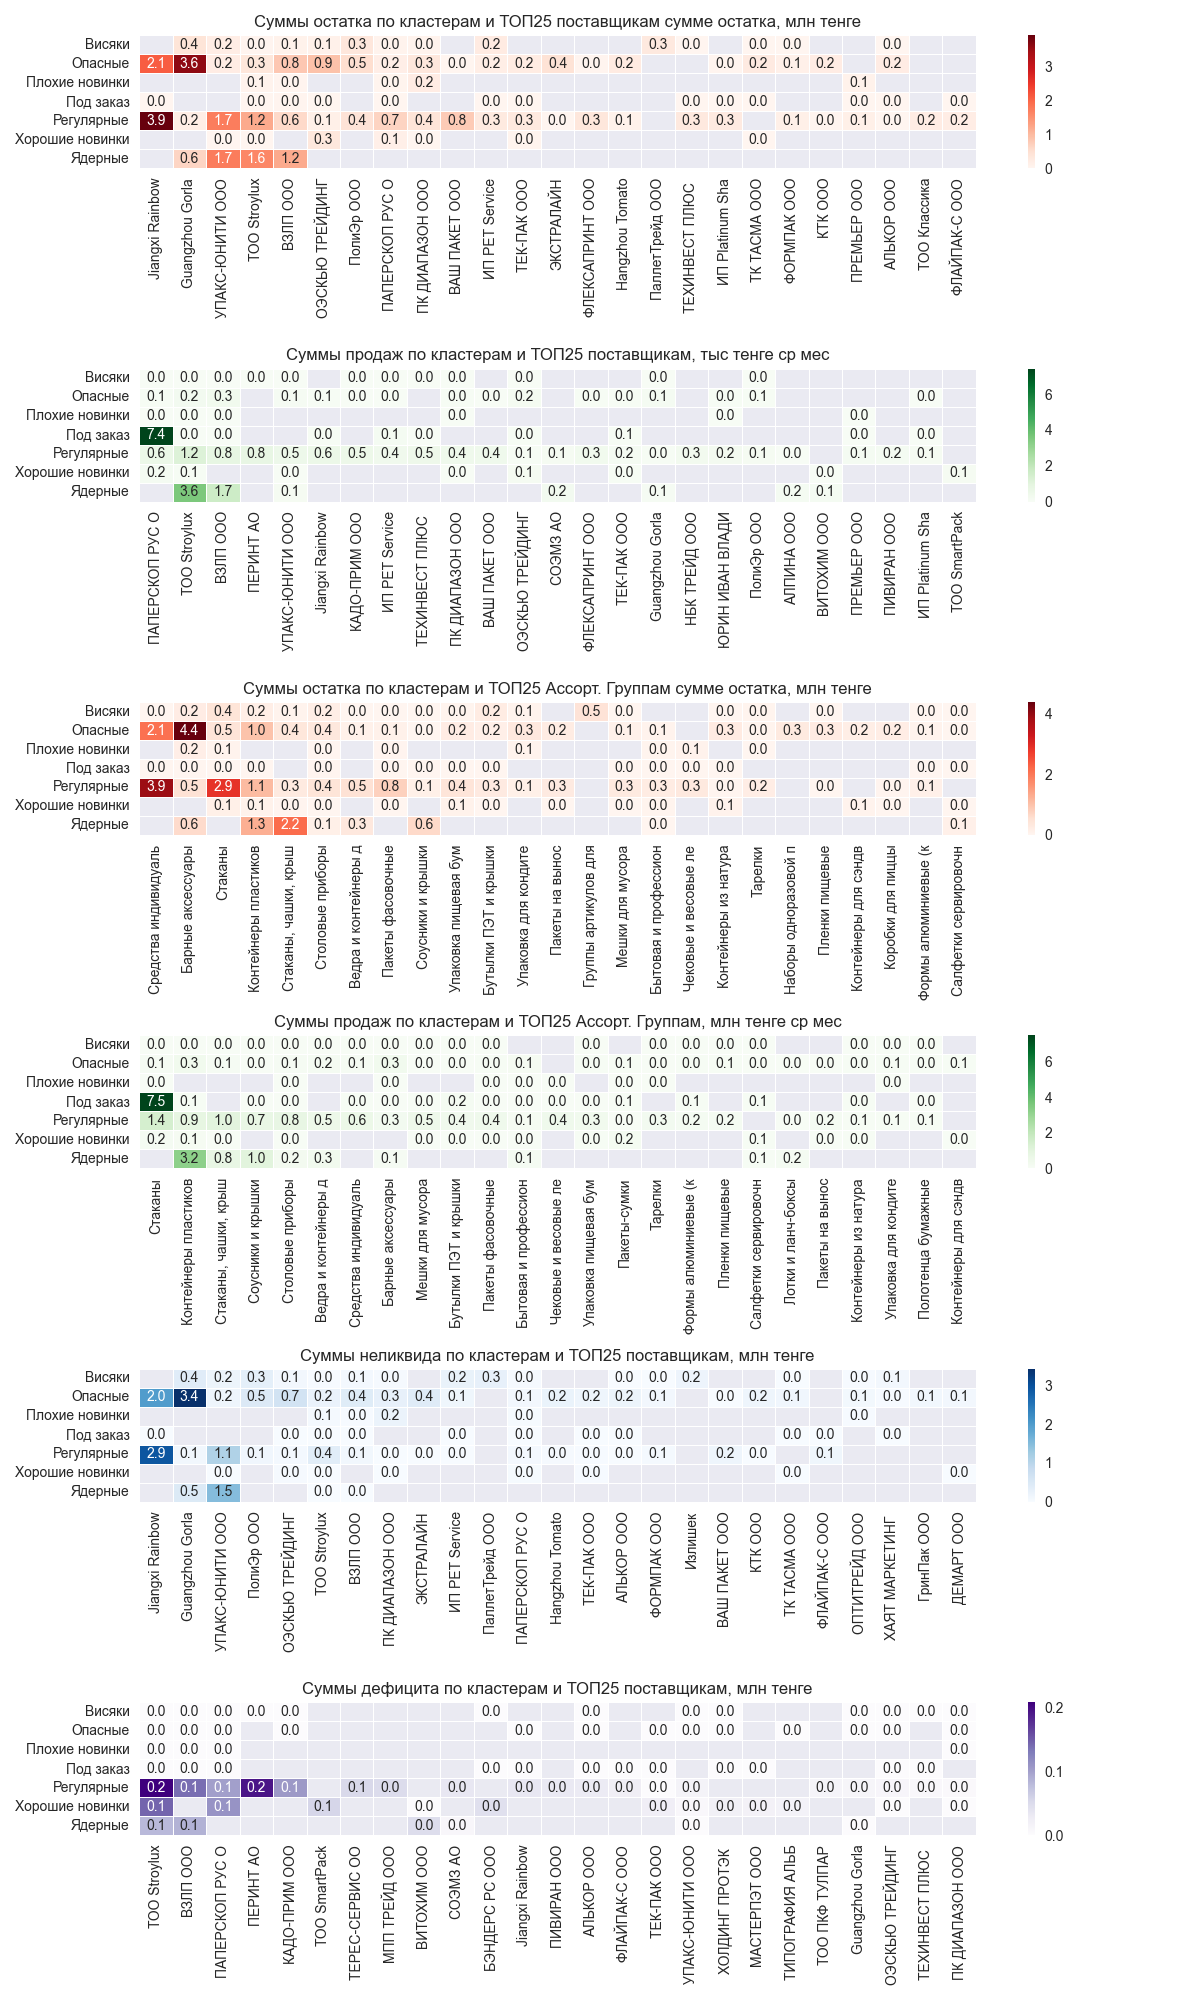 Суммы остатка по кластерам и ТОП25 поставщикам сумме остатка, млн тенге
Висяки 0.4 0.2 0.0 0.1 0.1 0.3 0.0 0.0 0.2 0.3 0.0 0.0 0.0 0.0
Опасные 2.1 3.6 0.2 0.3 0.8 0.9 0.5 0.2 0.3 0.0 0.2 0.2 0.4 0.0 0.2 0.0 0.2 0.1 0.2 0.2
Плохие новинки 0.1 0.0 0.0 0.2 0.1
Под заказ 0.0 0.0 0.0 0.0 0.0 0.0 0.0 0.0 0.0 0.0 0.0 0.0 0.0
Регулярные 3.9 0.2 1.7 1.2 0.6 0.1 0.4 0.7 0.4 0.8 0.3 0.3 0.0 0.3 0.1 0.3 0.3 0.1 0.0 0.1 0.0 0.2 0.2
Хорошие новинки 0.0 0.0 0.3 0.1 0.0 0.0 0.0
Ядерные 0.6 1.7 1.6 1.2
3
2
1
0
Jiangxi Rainbow
Guangzhou Gorla
УПАКС-ЮНИТИ ООО
ТОО Stroylux
ВЗЛП ООО
ОЭСКЬЮ ТРЕЙДИНГ
ПолиЭр ООО
ПАПЕРСКОП РУС О
ПК ДИАПАЗОН ООО
ВАШ ПАКЕТ ООО
ИП PET Service
ТЕК-ПАК ООО
ЭКСТРАЛАЙН
ФЛЕКСАПРИНТ ООО
Hangzhou Tomato
ПаллетТрейд ООО
ТЕХИНВЕСТ ПЛЮС
ИП Platinum Sha
ТК ТАСМА ООО
ФОРМПАК ООО
КТК ООО
ПРЕМЬЕР ООО
АЛЬКОР ООО
ТОО Классика
ФЛАЙПАК-С ООО
Суммы продаж по кластерам и ТОП25 поставщикам, тыс тенге ср мес
Висяки 0.0 0.0 0.0 0.0 0.0 0.0 0.0 0.0 0.0 0.0 0.0 0.0
Опасные 0.1 0.2 0.3 0.1 0.1 0.0 0.0 0.0 0.0 0.2 0.0 0.0 0.1 0.0 0.1 0.0
Плохие новинки 0.0 0.0 0.0 0.0 0.0 0.0
Под заказ 7.4 0.0 0.0 0.0 0.1 0.0 0.0 0.1 0.0 0.0
Регулярные 0.6 1.2 0.8 0.8 0.5 0.6 0.5 0.4 0.5 0.4 0.4 0.1 0.1 0.3 0.2 0.0 0.3 0.2 0.1 0.0 0.1 0.2 0.1
Хорошие новинки 0.2 0.1 0.0 0.0 0.1 0.0 0.0 0.1
Ядерные 3.6 1.7 0.1 0.2 0.1 0.2 0.1
6
4
2
0
ПАПЕРСКОП РУС О
ТОО Stroylux
ВЗЛП ООО
ПЕРИНТ АО
УПАКС-ЮНИТИ ООО
Jiangxi Rainbow
КАДО-ПРИМ ООО
ИП PET Service
ТЕХИНВЕСТ ПЛЮС
ПК ДИАПАЗОН ООО
ВАШ ПАКЕТ ООО
ОЭСКЬЮ ТРЕЙДИНГ
СОЭМЗ АО
ФЛЕКСАПРИНТ ООО
ТЕК-ПАК ООО
Guangzhou Gorla
НБК ТРЕЙД ООО
ЮРИН ИВАН ВЛАДИ
ПолиЭр ООО
АЛПИНА ООО
ВИТОХИМ ООО
ПРЕМЬЕР ООО
ПИВИРАН ООО
ИП Platinum Sha
ТОО SmartPack
Суммы остатка по кластерам и ТОП25 Ассорт. Группам сумме остатка, млн тенге
Висяки 0.0 0.2 0.4 0.2 0.1 0.2 0.0 0.0 0.0 0.0 0.2 0.1 0.5 0.0 0.0 0.0 0.0 0.0 0.0
Опасные 2.1 4.4 0.5 1.0 0.4 0.4 0.1 0.1 0.0 0.2 0.2 0.3 0.2 0.1 0.1 0.3 0.0 0.3 0.3 0.2 0.2 0.1 0.0
Плохие новинки 0.2 0.1 0.0 0.0 0.1 0.0 0.1 0.0
Под заказ 0.0 0.0 0.0 0.0 0.0 0.0 0.0 0.0 0.0 0.0 0.0 0.0 0.0 0.0 0.0 0.0 0.0
Регулярные 3.9 0.5 2.9 1.1 0.3 0.4 0.5 0.8 0.1 0.4 0.3 0.1 0.3 0.3 0.3 0.3 0.0 0.2 0.0 0.0 0.1
Хорошие новинки 0.1 0.1 0.0 0.0 0.0 0.1 0.0 0.0 0.0 0.0 0.1 0.1 0.0 0.0
Ядерные 0.6 1.3 2.2 0.1 0.3 0.6 0.0 0.1
4
2
0
Средства индивидуаль
Барные аксессуары
Стаканы
Контейнеры пластиков
Стаканы, чашки, крыш
Столовые приборы
Ведра и контейнеры д
Пакеты фасовочные
Соусники и крышки
Упаковка пищевая бум
Бутылки ПЭТ и крышки
Упаковка для кондите
Пакеты на вынос
Группы артикулов для
Мешки для мусора
Бытовая и профессион
Чековые и весовые ле
Контейнеры из натура
Тарелки
Наборы одноразовой п
Пленки пищевые
Контейнеры для сэндв
Коробки для пиццы
Формы алюминиевые (к
Салфетки сервировочн
Суммы продаж по кластерам и ТОП25 Ассорт. Группам, млн тенге ср мес
Висяки 0.0 0.0 0.0 0.0 0.0 0.0 0.0 0.0 0.0 0.0 0.0 0.0 0.0 0.0 0.0 0.0 0.0 0.0 0.0
Опасные 0.1 0.3 0.1 0.0 0.1 0.2 0.1 0.3 0.0 0.0 0.0 0.1 0.0 0.1 0.0 0.0 0.1 0.0 0.0 0.0 0.0 0.1 0.0 0.1
Плохие новинки 0.0 0.0 0.0 0.0 0.0 0.0 0.0 0.0 0.0
Под заказ 7.5 0.1 0.0 0.0 0.0 0.0 0.0 0.2 0.0 0.0 0.0 0.1 0.1 0.1 0.0 0.0
Регулярные 1.4 0.9 1.0 0.7 0.8 0.5 0.6 0.3 0.5 0.4 0.4 0.1 0.4 0.3 0.0 0.3 0.2 0.2 0.0 0.2 0.1 0.1 0.1
Хорошие новинки 0.2 0.1 0.0 0.0 0.0 0.0 0.0 0.0 0.0 0.2 0.1 0.0 0.0 0.0
Ядерные 3.2 0.8 1.0 0.2 0.3 0.1 0.1 0.1 0.2
6
4
2
0
Стаканы
Контейнеры пластиков
Стаканы, чашки, крыш
Соусники и крышки
Столовые приборы
Ведра и контейнеры д
Средства индивидуаль
Барные аксессуары
Мешки для мусора
Бутылки ПЭТ и крышки
Пакеты фасовочные
Бытовая и профессион
Чековые и весовые ле
Упаковка пищевая бум
Пакеты-сумки
Тарелки
Формы алюминиевые (к
Пленки пищевые
Салфетки сервировочн
Лотки и ланч-боксы
Пакеты на вынос
Контейнеры из натура
Упаковка для кондите
Полотенца бумажные
Контейнеры для сэндв
Суммы неликвида по кластерам и ТОП25 поставщикам, млн тенге
Висяки 0.4 0.2 0.3 0.1 0.0 0.1 0.0 0.2 0.3 0.0 0.0 0.0 0.2 0.0 0.1
Опасные 2.0 3.4 0.2 0.5 0.7 0.2 0.4 0.3 0.4 0.1 0.1 0.2 0.2 0.2 0.1 0.0 0.2 0.1 0.1 0.0 0.1 0.1
Плохие новинки 0.1 0.0 0.2 0.0 0.0
Под заказ 0.0 0.0 0.0 0.0 0.0 0.0 0.0 0.0 0.0 0.0 0.0
Регулярные 2.9 0.1 1.1 0.1 0.1 0.4 0.1 0.0 0.0 0.0 0.1 0.0 0.0 0.0 0.1 0.2 0.0 0.1
Хорошие новинки 0.0 0.0 0.0 0.0 0.0 0.0 0.0 0.0
Ядерные 0.5 1.5 0.0 0.0
3
2
1
0
Jiangxi Rainbow
Guangzhou Gorla
УПАКС-ЮНИТИ ООО
ПолиЭр ООО
ОЭСКЬЮ ТРЕЙДИНГ
ТОО Stroylux
ВЗЛП ООО
ПК ДИАПАЗОН ООО
ЭКСТРАЛАЙН
ИП PET Service
ПаллетТрейд ООО
ПАПЕРСКОП РУС О
Hangzhou Tomato
ТЕК-ПАК ООО
АЛЬКОР ООО
ФОРМПАК ООО
Излишек
ВАШ ПАКЕТ ООО
КТК ООО
ТК ТАСМА ООО
ФЛАЙПАК-С ООО
ОПТИТРЕЙД ООО
ХАЯТ МАРКЕТИНГ
ГринПак ООО
ДЕМАРТ ООО
Суммы дефицита по кластерам и ТОП25 поставщикам, млн тенге
Висяки 0.0 0.0 0.0 0.0 0.0 0.0 0.0 0.0 0.0 0.0 0.0 0.0 0.0
Опасные 0.0 0.0 0.0 0.0 0.0 0.0 0.0 0.0 0.0 0.0 0.0 0.0 0.0
Плохие новинки 0.0 0.0 0.0 0.0
Под заказ 0.0 0.0 0.0 0.0 0.0 0.0 0.0 0.0 0.0 0.0 0.0 0.0
Регулярные 0.2 0.1 0.1 0.2 0.1 0.1 0.0 0.0 0.0 0.0 0.0 0.0 0.0 0.0 0.0 0.0 0.0 0.0 0.0
Хорошие новинки 0.1 0.1 0.1 0.0 0.0 0.0 0.0 0.0 0.0 0.0 0.0 0.0
Ядерные 0.1 0.1 0.0 0.0 0.0 0.0
0.2
0.1
0.0
ТОО Stroylux
ВЗЛП ООО
ПАПЕРСКОП РУС О
ПЕРИНТ АО
КАДО-ПРИМ ООО
ТОО SmartPack
ТЕРЕС-СЕРВИС ОО
МПП ТРЕЙД ООО
ВИТОХИМ ООО
СОЭМЗ АО
БЭНДЕРС РС ООО
Jiangxi Rainbow
ПИВИРАН ООО
АЛЬКОР ООО
ФЛАЙПАК-С ООО
ТЕК-ПАК ООО
УПАКС-ЮНИТИ ООО
ХОЛДИНГ ПРОТЭК
МАСТЕРПЭТ ООО
ТИПОГРАФИЯ АЛЬБ
ТОО ПКФ ТУЛПАР
Guangzhou Gorla
ОЭСКЬЮ ТРЕЙДИНГ
ТЕХИНВЕСТ ПЛЮС
ПК ДИАПАЗОН ООО